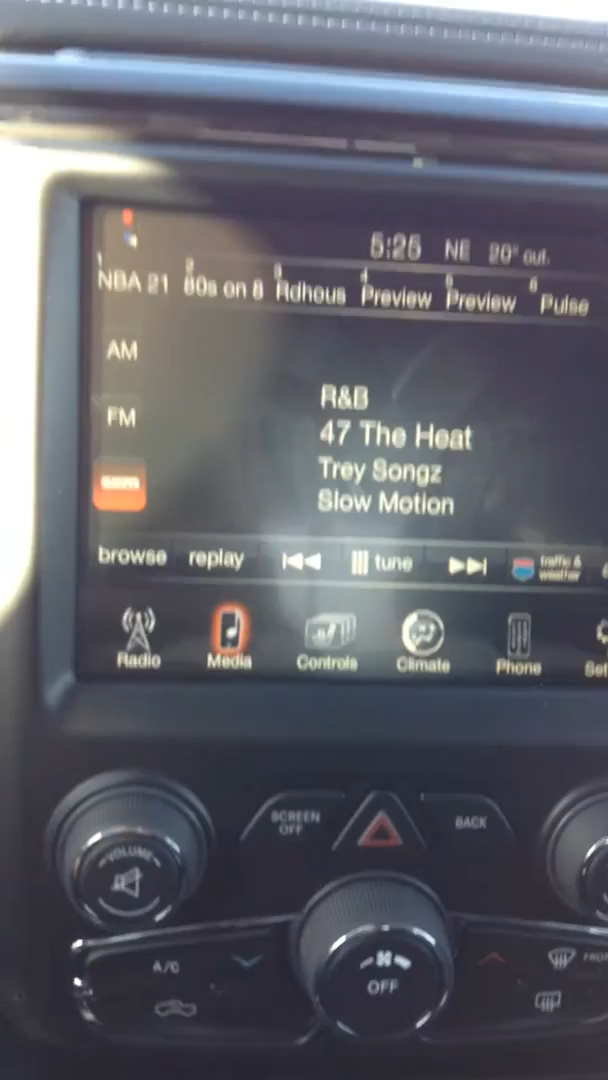 5:25 NE 20° out.
1 2 3 4 5 6
NBA 21 80s on 8 Rdhous Preview Preview Pulse
AM
R&B
FM
47 The Heat
Trey Songz
Slow Motion
browse replay tune traffic &
weather
Radio Media Controls Climate Phone Set
SCREEN
OFF
BACK
VOLUME
A/C
OFF
FRO